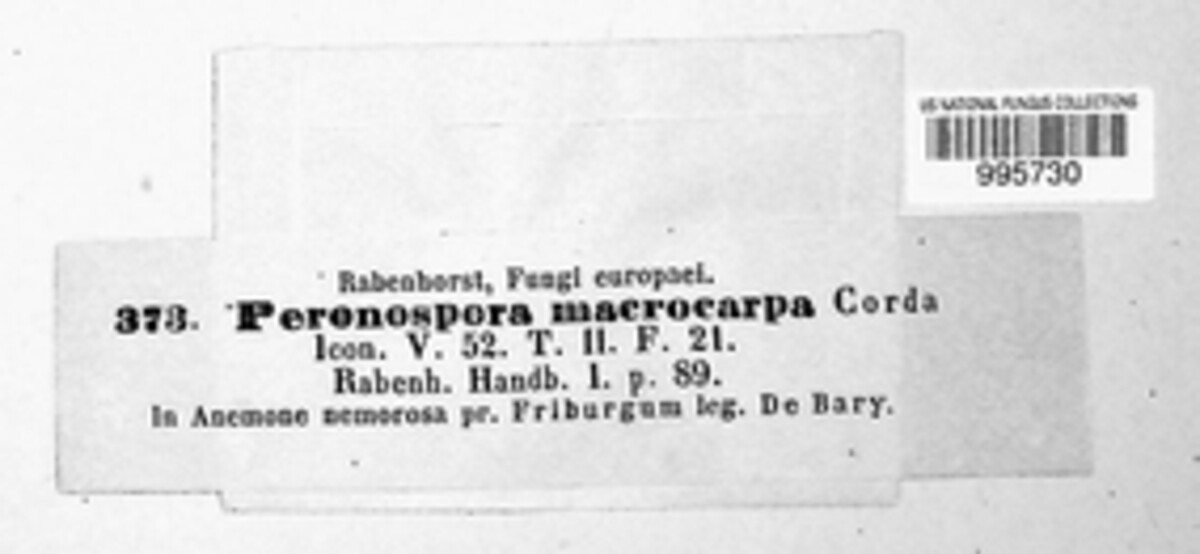 US NATIONAL FUNGUS COLLECTIONS
995730
Rabenhorst, Fungi europaei.
373. Peronospora macrocarpa Corda
Icon. V. 52. T. II. F. 21.
Rabenh. Handb. I. p. 89.
In Anemone nemorosa pr. Friburgum leg. De Bary.